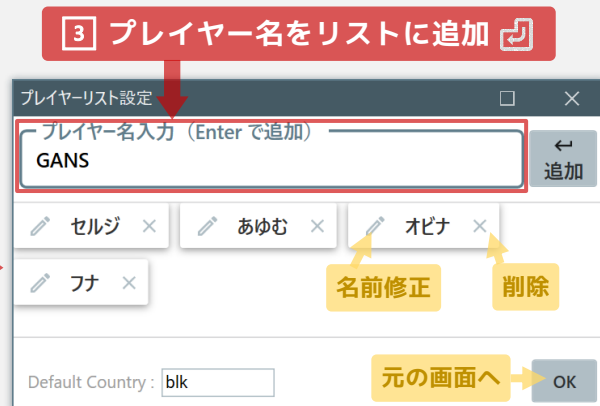 3 プレイヤー名をリストに追加
プレイヤーリスト設定
プレイヤー名入力（Enter で追加）
GANS
追加
セルジ
あゆむ
オビナ
フナ
名前修正
削除
元の画面へ
Default Country :
blk
OK